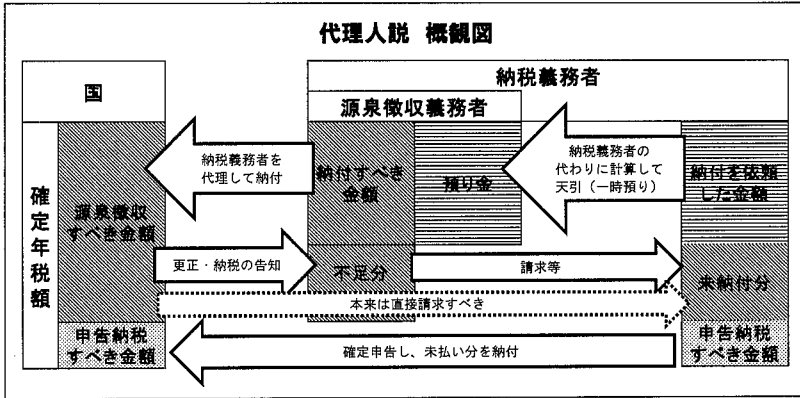 代理人説 概観図
国
納税義務者
源泉徴収義務者
確定年税額
源泉徴収
すべき金額
納税義務者を
代理して納付
納付すべき
金額
預り金
納税義務者の
代わりに計算して
天引（一時預り）
納付を依頼
した金額
更正・納税の告知
不足分
請求等
未納付分
本来は直接請求すべき
申告納税
すべき金額
確定申告し、未払い分を納付
申告納税
すべき金額